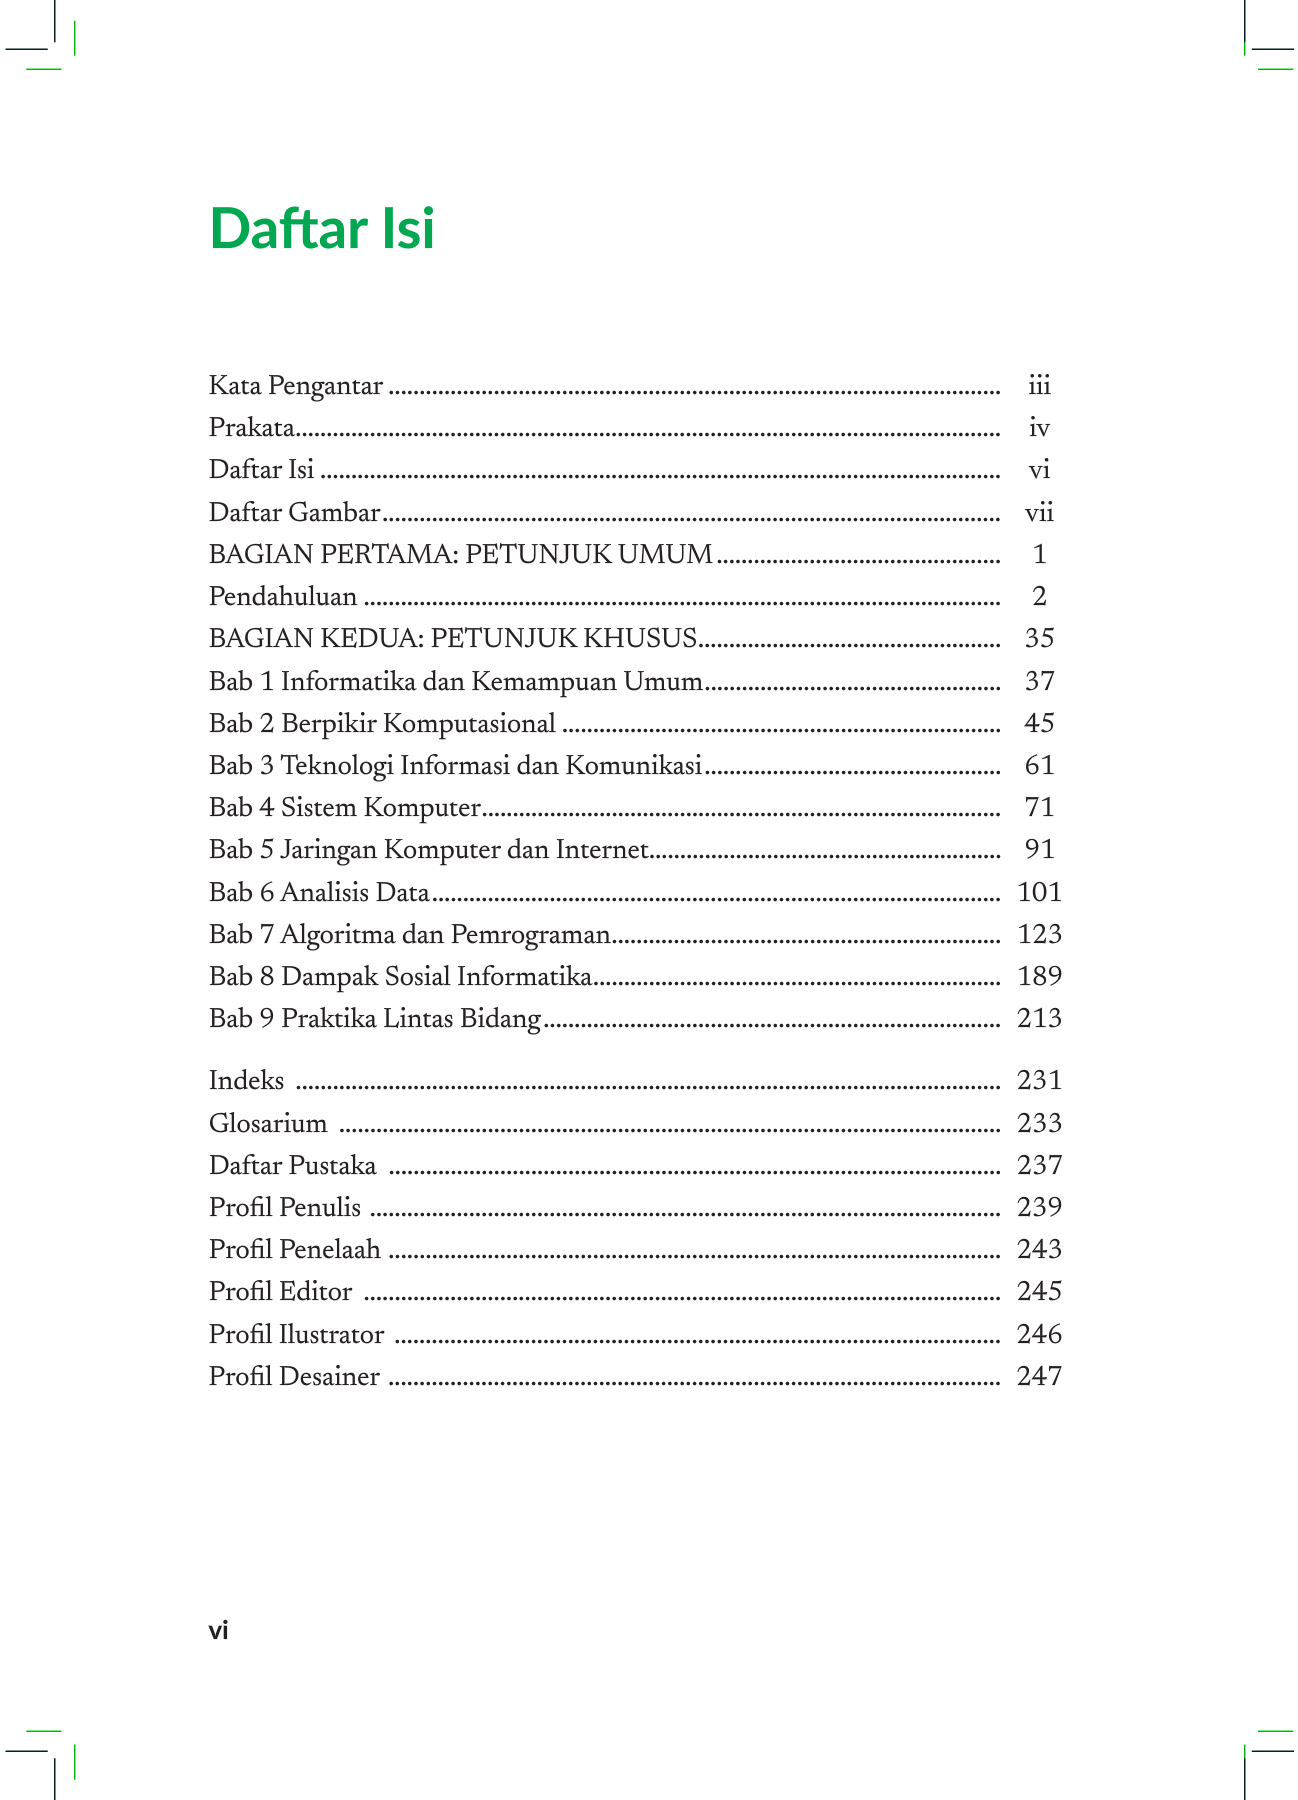 Daftar Isi
Kata Pengantar .................................................................................................. iii
Prakata................................................................................................................. iv
Daftar Isi ............................................................................................................. vi
Daftar Gambar................................................................................................... vii
BAGIAN PERTAMA: PETUNJUK UMUM .............................................. 1
Pendahuluan ...................................................................................................... 2
BAGIAN KEDUA: PETUNJUK KHUSUS................................................. 35
Bab 1 Informatika dan Kemampuan Umum................................................ 37
Bab 2 Berpikir Komputasional ....................................................................... 45
Bab 3 Teknologi Informasi dan Komunikasi................................................ 61
Bab 4 Sistem Komputer.................................................................................... 71
Bab 5 Jaringan Komputer dan Internet......................................................... 91
Bab 6 Analisis Data............................................................................................ 101
Bab 7 Algoritma dan Pemrograman............................................................... 123
Bab 8 Dampak Sosial Informatika.................................................................. 189
Bab 9 Praktika Lintas Bidang.......................................................................... 213
Indeks .................................................................................................................. 231
Glosarium ........................................................................................................... 233
Daftar Pustaka ................................................................................................... 237
Profil Penulis ...................................................................................................... 239
Profil Penelaah ................................................................................................... 243
Profil Editor ....................................................................................................... 245
Profil Ilustrator .................................................................................................. 246
Profil Desainer ................................................................................................... 247
vi